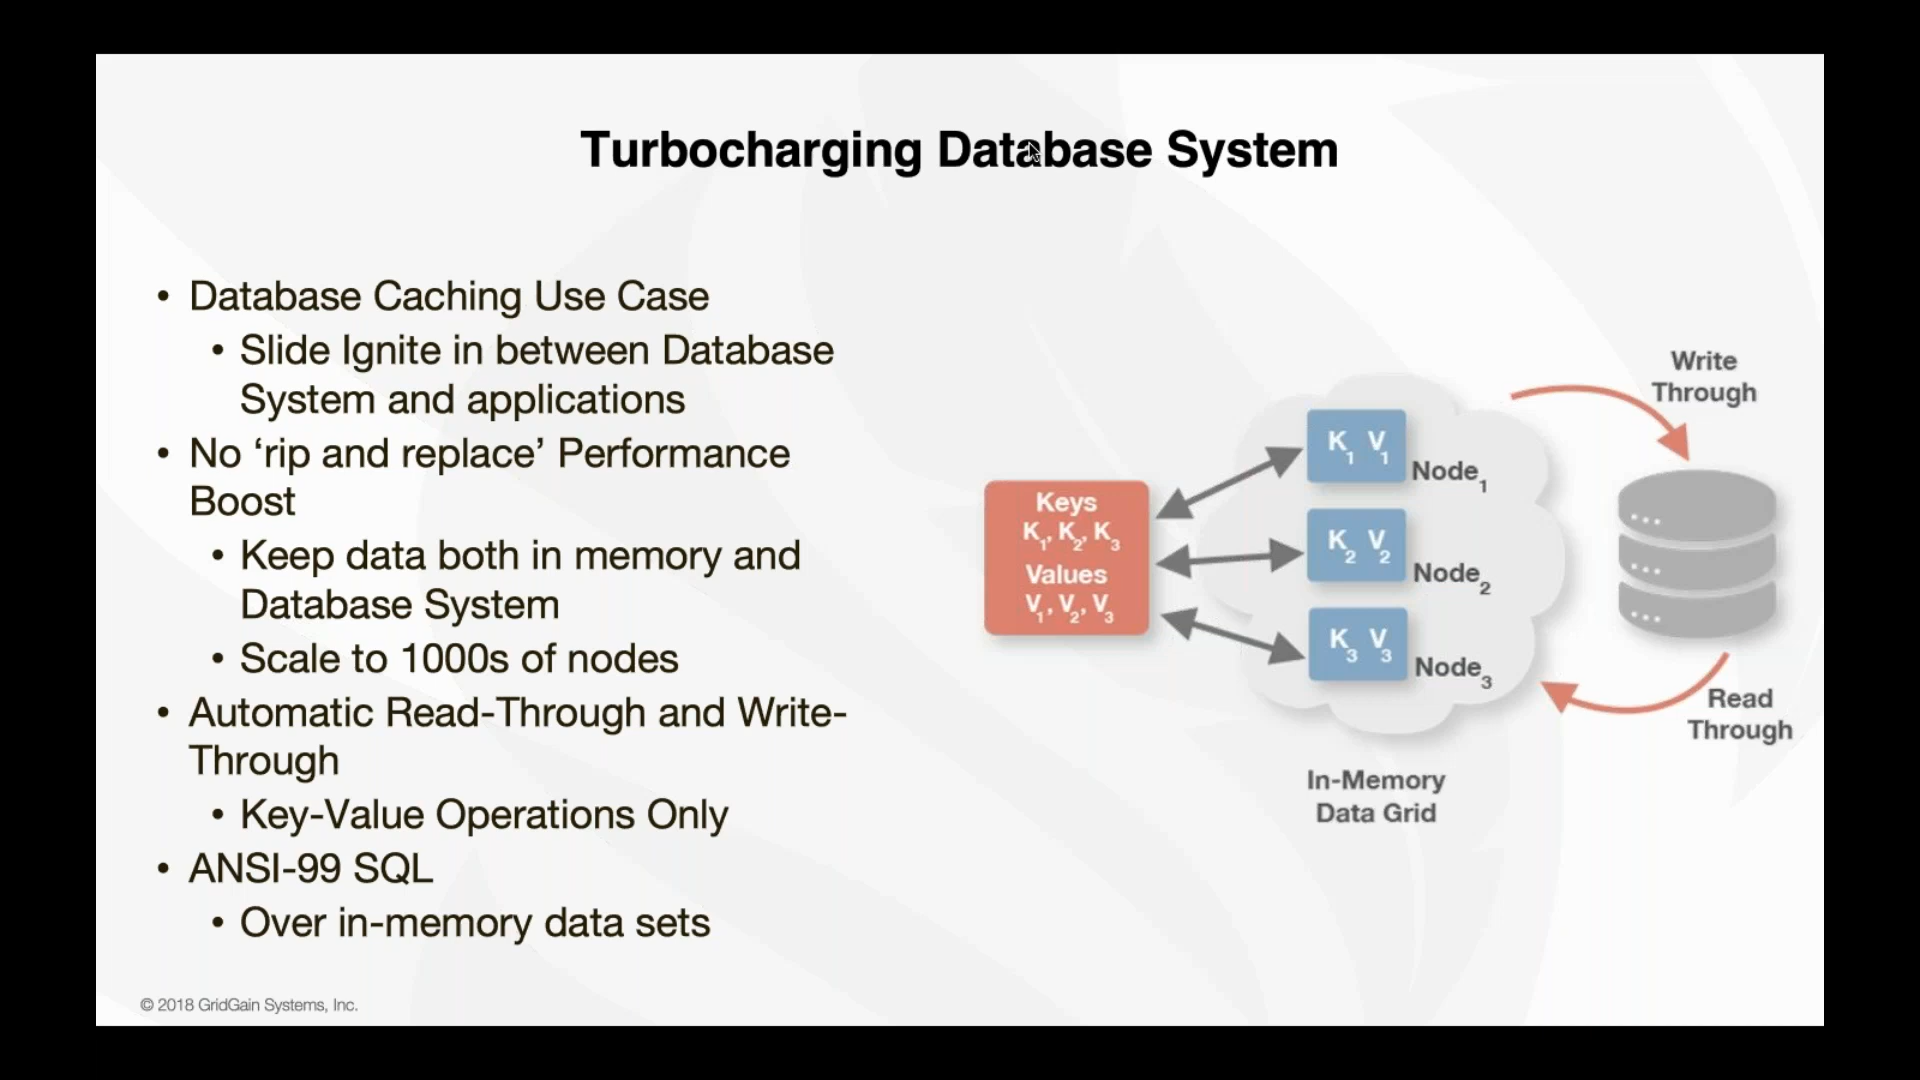 Turbocharging Database System
• Database Caching Use Case
• Slide Ignite in between Database
System and applications
• No ‘rip and replace’ Performance
Boost
• Keep data both in memory and
Database System
• Scale to 1000s of nodes
• Automatic Read-Through and Write-
Through
• Key-Value Operations Only
• ANSI-99 SQL
• Over in-memory data sets
Keys
K₁, K₂, K₃
Values
V₁, V₂, V₃
K₁ V₁
Node₁
K₂ V₂
Node₂
K₃ V₃
Node₃
In-Memory
Data Grid
Write
Through
Read
Through
© 2018 GridGain Systems, Inc.